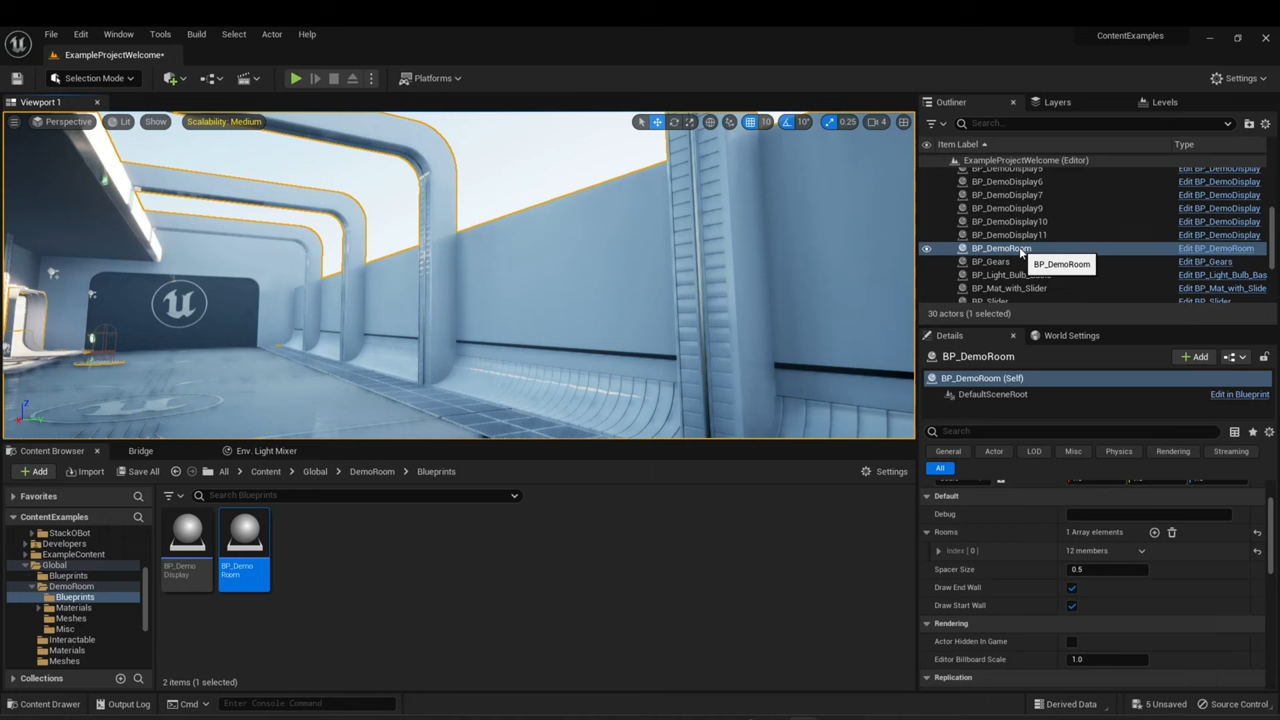 File Edit Window Tools Build Select Actor Help
ContentExamples
ExampleProjectWelcome•
Selection Mode
Platforms
Settings
Viewport 1
Perspective Lit Show Scalability: Medium
10 10° 0.25 4
Outliner Layers Levels
Search...
Item Label Type
ExampleProjectWelcome (Editor)
BP_DemoDisplay5 Edit BP_DemoDisplay
BP_DemoDisplay6 Edit BP_DemoDisplay
BP_DemoDisplay7 Edit BP_DemoDisplay
BP_DemoDisplay9 Edit BP_DemoDisplay
BP_DemoDisplay10 Edit BP_DemoDisplay
BP_DemoDisplay11 Edit BP_DemoDisplay
BP_DemoRoom Edit BP_DemoRoom
BP_DemoRoom
BP_Gears Edit BP_Gears
BP_Light_Bulb Edit BP_Light_Bulb_Bas
BP_Mat_with_Slider Edit BP_Mat_with_Slide
BP_Slider Edit BP_Slider
30 actors (1 selected)
Details World Settings
BP_DemoRoom
Add
BP_DemoRoom (Self)
DefaultSceneRoot Edit in Blueprint
Search
General Actor LOD Misc Physics Rendering Streaming
All
Default
Debug
Rooms 1 Array elements
Index [ 0 ] 12 members
Spacer Size 0.5
Draw End Wall
Draw Start Wall
Rendering
Actor Hidden In Game
Editor Billboard Scale 1.0
Replication
Content Browser Bridge Env. Light Mixer
Add Import Save All All Content Global DemoRoom Blueprints Settings
Favorites
Search Blueprints
ContentExamples
StackOBot
Developers
ExampleContent
Global
Blueprints
DemoRoom
Blueprints
Materials
Meshes
Misc
Interactable
Materials
Meshes
Collections
BP_Demo
Display
BP_Demo
Room
2 items (1 selected)
Content Drawer Output Log Cmd Enter Console Command
Derived Data 5 Unsaved Source Control